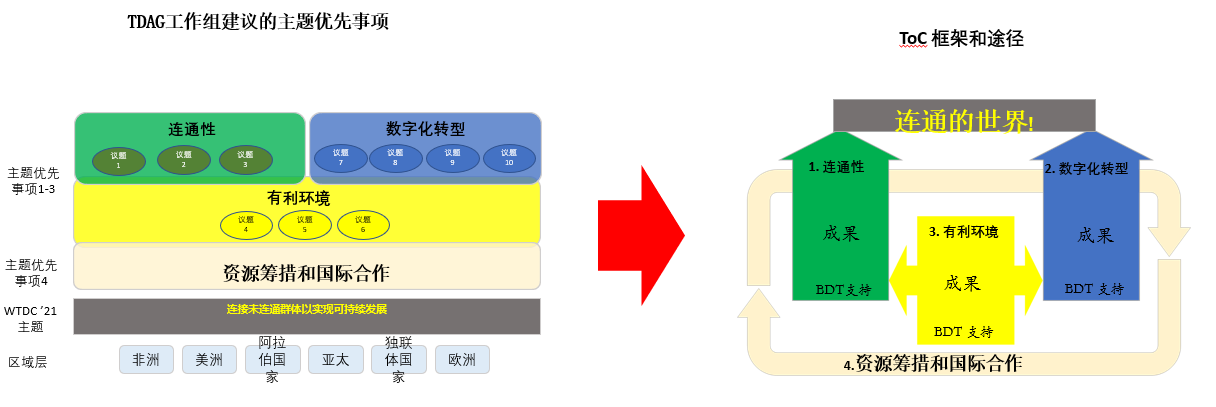 TDAG工作组建议的主题优先事项
连通性
议题
1
议题
2
议题
3
数字化转型
议题
7
议题
8
议题
9
议题
10
主题优先
事项1-3
有利环境
议题
4
议题
5
议题
6
主题优先
事项4
资源筹措和国际合作
WTDC ’21
主题
连接未连通群体以实现可持续发展
区域层
非洲
美洲
阿拉
伯国
家
亚太
独联
体国
家
欧洲
ToC 框架和途径
连通的世界!
1. 连通性
成果
BDT支持
2. 数字化转型
成果
BDT 支持
3. 有利环境
成果
BDT 支持
4.资源筹措和国际合作